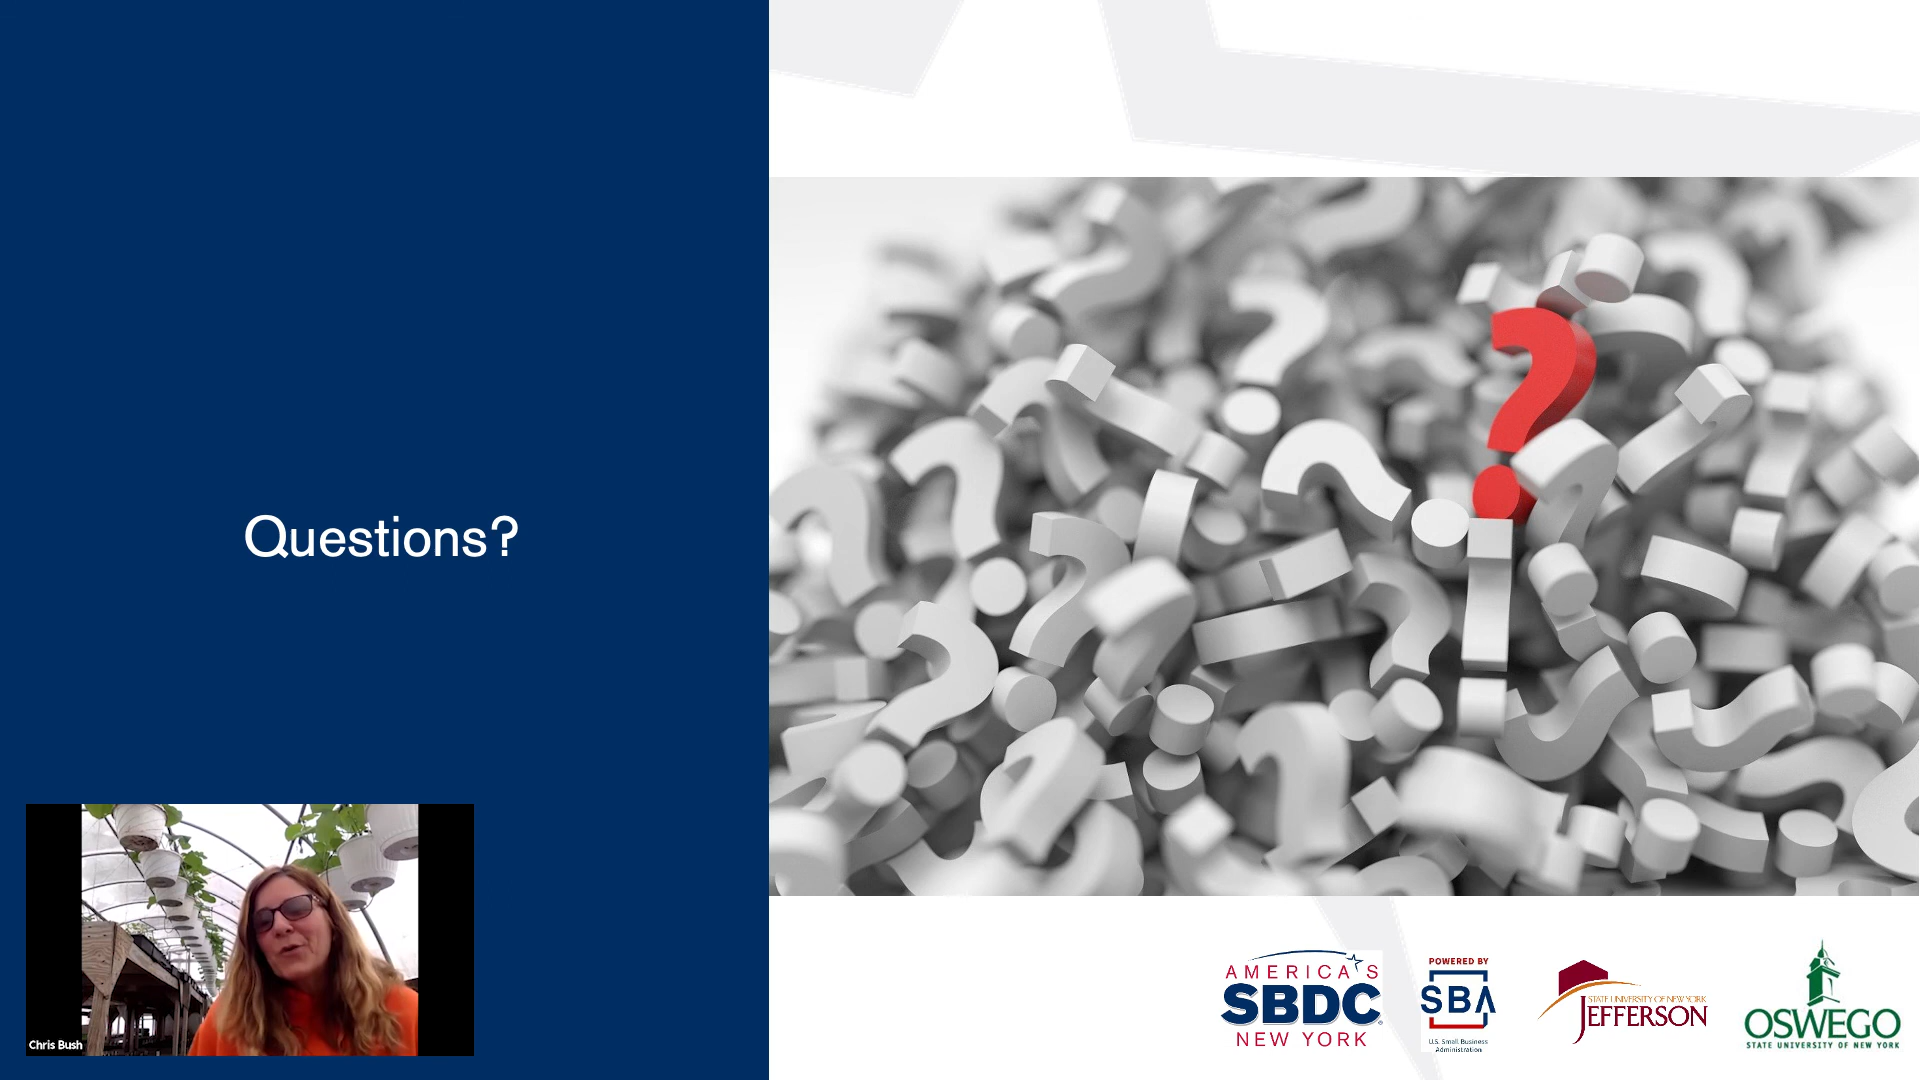 Questions?
Chris Bush
AMERICA'S
SBDC
NEW YORK
POWERED BY
SBA
U.S. Small Business
Administration
STATE UNIVERSITY OF NEW YORK
JEFFERSON
OSWEGO
STATE UNIVERSITY OF NEW YORK